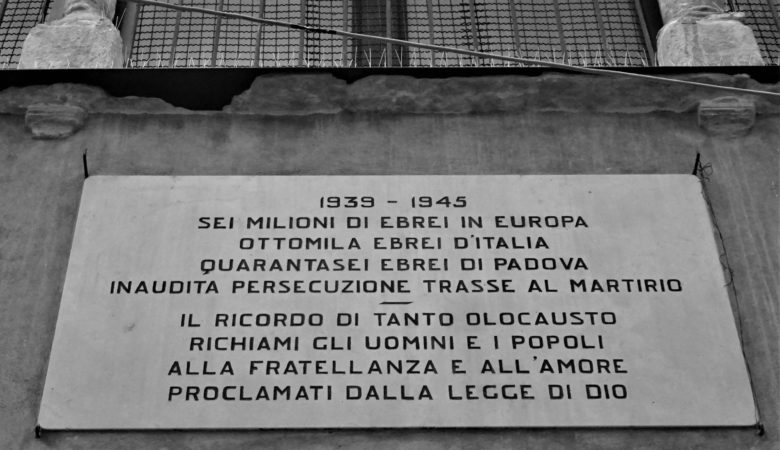 1939 - 1945
SEI MILIONI DI EBREI IN EUROPA
OTTOMILA EBREI D'ITALIA
QUARANTASEI EBREI DI PADOVA
INAUDITA PERSECUZIONE TRASSE AL MARTIRIO
IL RICORDO DI TANTO OLOCAUSTO
RICHIAMI GLI UOMINI E I POPOLI
ALLA FRATELLANZA E ALL'AMORE
PROCLAMATI DALLA LEGGE DI DIO